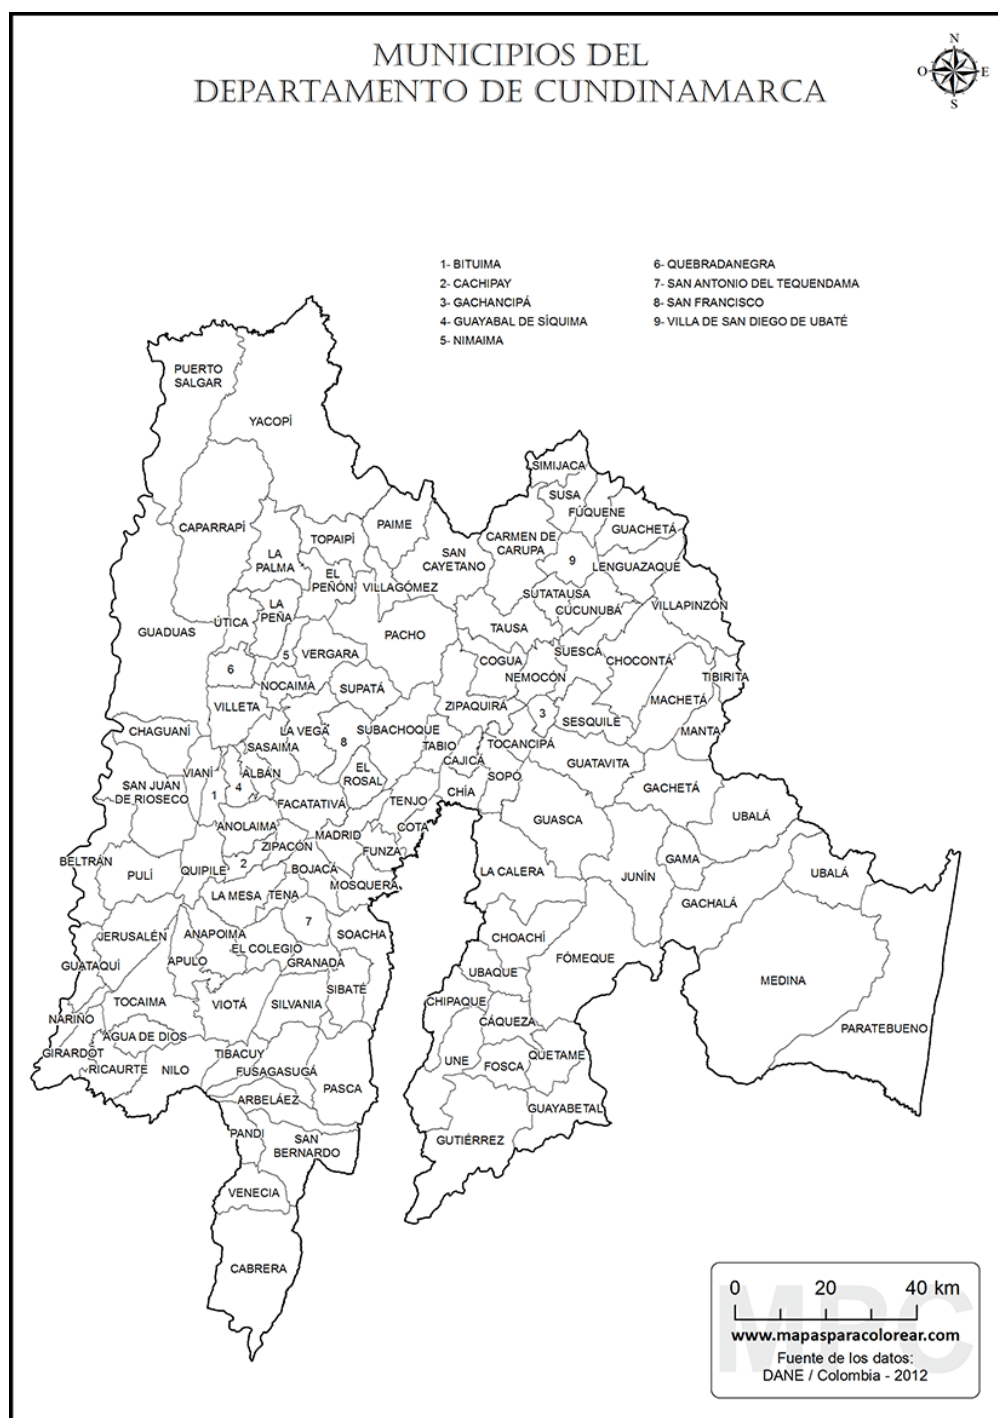 MUNICIPIOS DEL
DEPARTAMENTO DE CUNDINAMARCA
N
O
E
S
1- BITUIMA
2- CACHIPAY
3- GACHANCIPÁ
4- GUAYABAL DE SÍQUIMA
5- NIMAIMA
6- QUEBRADANEGRA
7- SAN ANTONIO DEL TEQUENDAMA
8- SAN FRANCISCO
9- VILLA DE SAN DIEGO DE UBATÉ
PUERTO
SALGAR
YACOPÍ
SIMIJACA
SUSA
FÚQUENE
GUACHETÁ
CAPARRAPÍ
PAIME
TOPAIPÍ
CARMEN DE
CARUPA
LA
PALMA
SAN
CAYETANO
9
LENGUAZAQUE
EL
PEÑÓN
VILLAGÓMEZ
SUTATAUSA
CUCUNUBÁ
VILLAPINZÓN
LA
PEÑA
ÚTICA
GUADUAS
PACHO
TAUSA
5
VERGARA
SUESCA
COGUA
CHOCONTÁ
6
NEMOCÓN
TIBIRITA
NOCAIMA
SUPATÁ
MACHETÁ
VILLETA
ZIPAQUIRÁ
3
SESQUILÉ
CHAGUANÍ
LA VEGA
SUBACHOQUE
MANTA
SASAIMA
8
TABIO
TOCANCIPÁ
CAJICÁ
GUATAVITA
VIANÍ
ALBÁN
EL
ROSAL
SOPÓ
SAN JUAN
DE RIOSECO
4
1
GACHETÁ
CHÍA
FACATATIVÁ
TENJO
UBALÁ
GUASCA
ANOLAIMA
MADRID
COTA
ZIPACÓN
FUNZA
BELTRÁN
2
GAMA
PULÍ
QUIPILE
BOJACÁ
LA CALERA
JUNÍN
UBALÁ
MOSQUERA
LA MESA
TENA
GACHALÁ
7
JERUSALÉN
ANAPOIMA
SOACHA
CHOACHÍ
EL COLEGIO
GUATAQUÍ
APULO
GRANADA
FÓMEQUE
UBAQUE
MEDINA
SIBATÉ
TOCAIMA
VIOTÁ
SILVANIA
CHIPAQUE
NARIÑO
CÁQUEZA
PARATEBUENO
AGUA DE DIOS
GIRARDOT
TIBACUY
QUETAME
UNE
FOSCA
RICAURTE
NILO
FUSAGASUGÁ
PASCA
ARBELÁEZ
GUAYABETAL
PANDI
SAN
BERNARDO
GUTIÉRREZ
VENECIA
CABRERA
MPC
0 20 40 km
www.mapasparacolorear.com
Fuente de los datos:
DANE / Colombia - 2012